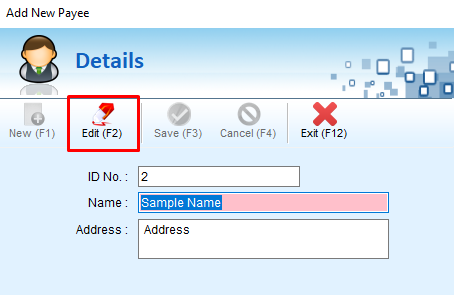 Add New Payee
Details
New (F1) Edit (F2) Save (F3) Cancel (F4) Exit (F12)
ID No. : 2
Name : Sample Name
Address : Address